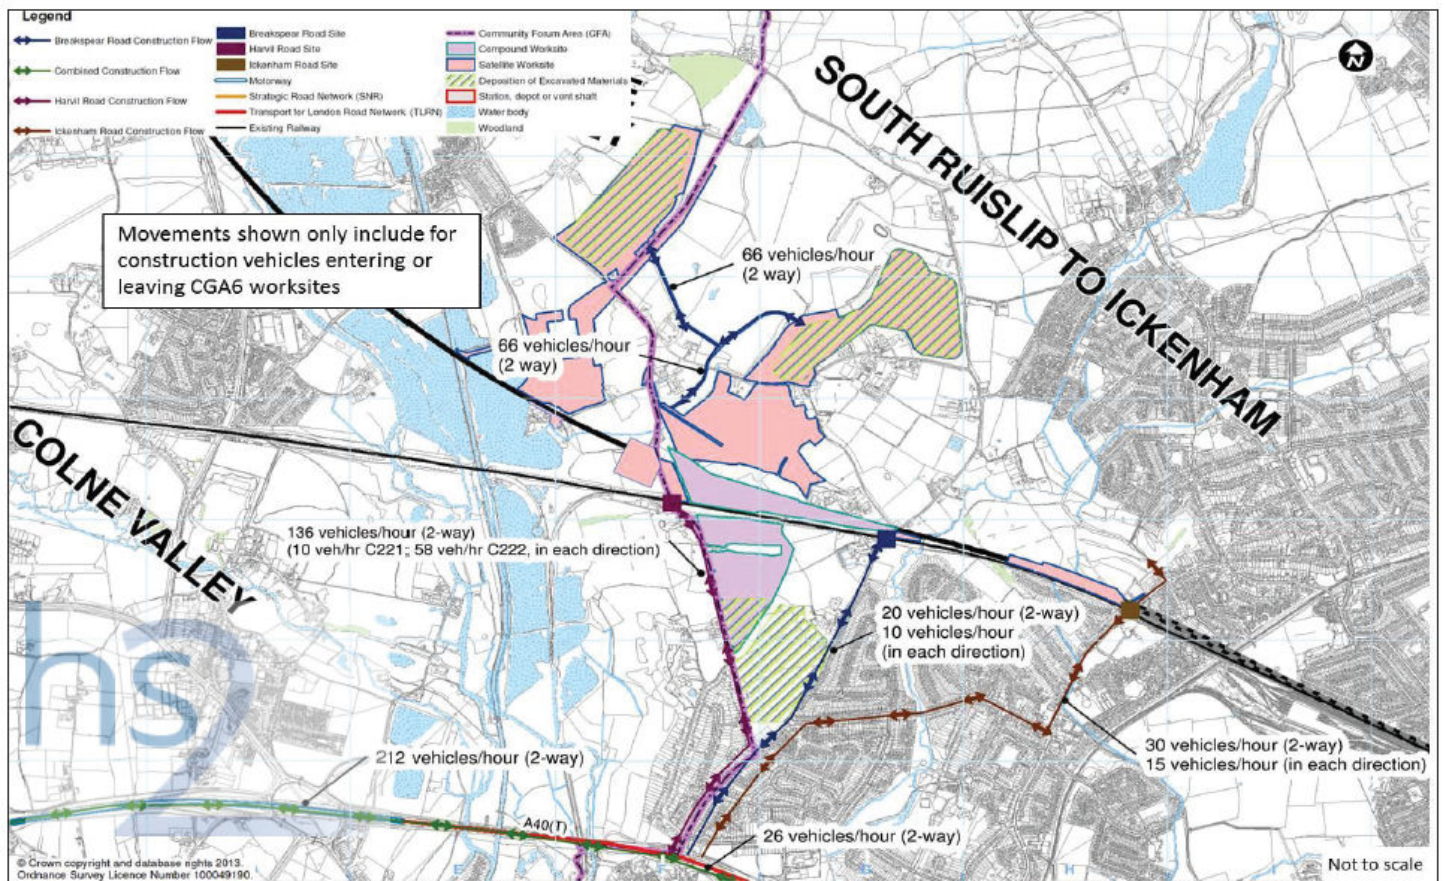 Legend
Breakspear Road Construction Flow
Combined Construction Flow
Harvil Road Construction Flow
Ickenham Road Construction Flow
Breakspear Road Site
Harvil Road Site
Ickenham Road Site
Motorway
Strategic Road Network (SNR)
Transport for London Road Network (TLRN)
Existing Railway
Community Forum Area (CFA)
Compound Worksite
Satellite Worksite
Deposition of Excavated Materials
Station, depot or vent shaft
Water body
Woodland
N
SOUTH RUISLIP TO ICKENHAM
Movements shown only include for
construction vehicles entering or
leaving CGA6 worksites
66 vehicles/hour
(2 way)
66 vehicles/hour
(2 way)
COLNE VALLEY
136 vehicles/hour (2-way)
(10 veh/hr C221; 58 veh/hr C222, in each direction)
20 vehicles/hour (2-way)
10 vehicles/hour
(in each direction)
30 vehicles/hour (2-way)
15 vehicles/hour (in each direction)
hs2
212 vehicles/hour (2-way)
A40(T)
26 vehicles/hour (2-way)
© Crown copyright and database rights 2013.
Ordnance Survey Licence Number 100049190.
Not to scale